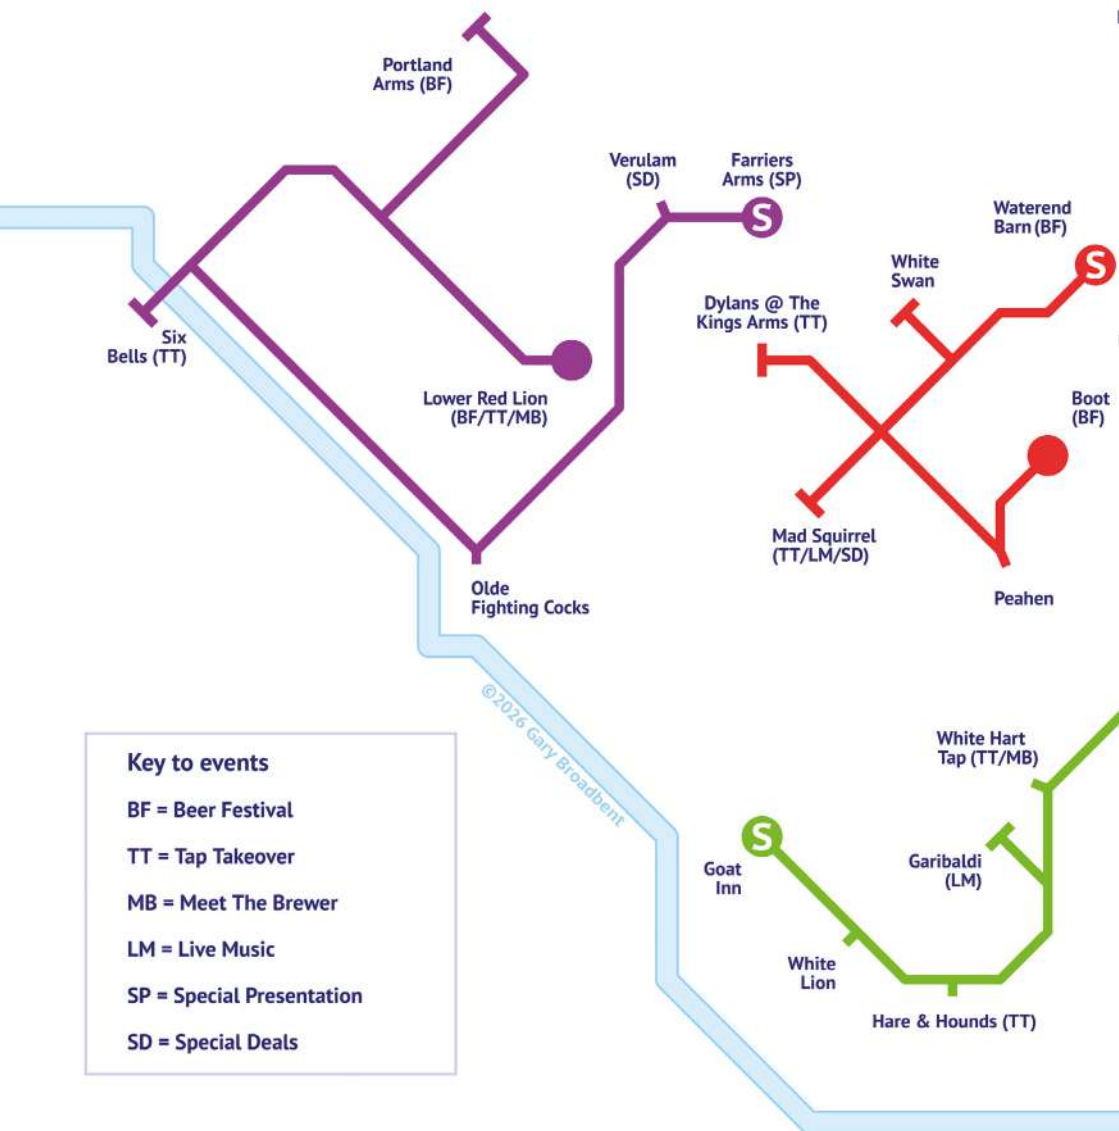 Portland
Arms (BF)
Verulam
(SD)
Farriers
Arms (SP)
S
Waterend
Barn (BF)
S
White
Swan
Dylans @ The
Kings Arms (TT)
Six
Bells (TT)
Lower Red Lion
(BF/TT/MB)
Boot
(BF)
Mad Squirrel
(TT/LM/SD)
Olde
Fighting Cocks
Peahen
©2026 Gary Broadbent
Key to events
BF = Beer Festival
TT = Tap Takeover
MB = Meet The Brewer
LM = Live Music
SP = Special Presentation
SD = Special Deals
White Hart
Tap (TT/MB)
S
Goat
Inn
Garibaldi
(LM)
White
Lion
Hare & Hounds (TT)